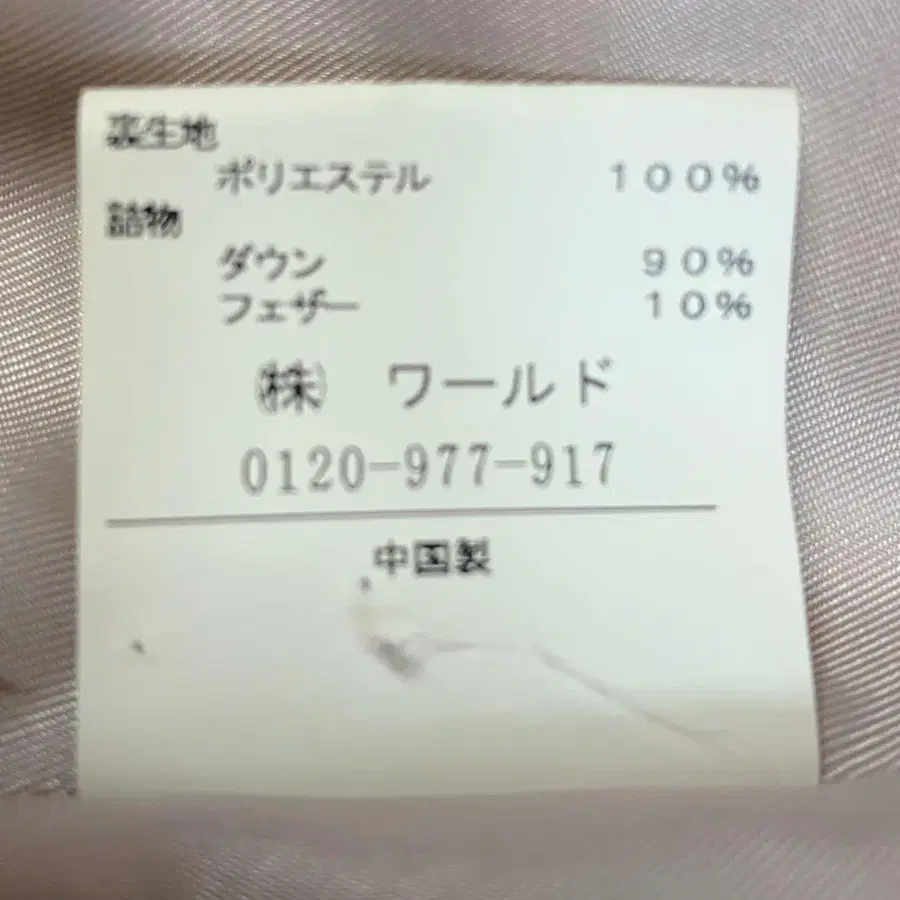 裏生地
ポリエステル 100%
詰物
ダウン 90%
フェザー 10%
㈱ ワールド
0120-977-917
中国製